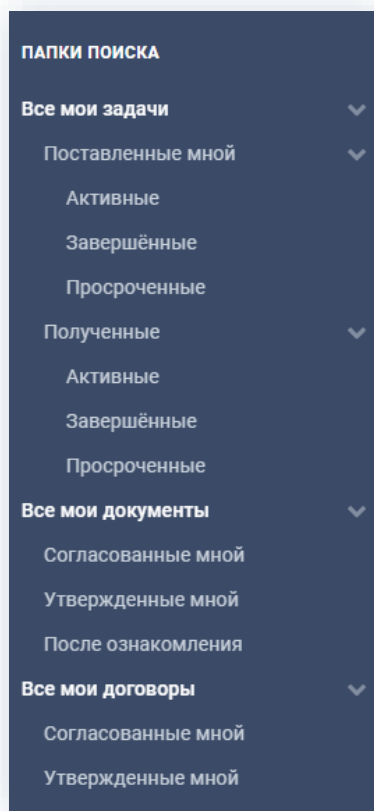 ПАПКИ ПОИСКА
Все мои задачи
Поставленные мной
Активные
Завершённые
Просроченные
Полученные
Активные
Завершённые
Просроченные
Все мои документы
Согласованные мной
Утвержденные мной
После ознакомления
Все мои договоры
Согласованные мной
Утвержденные мной